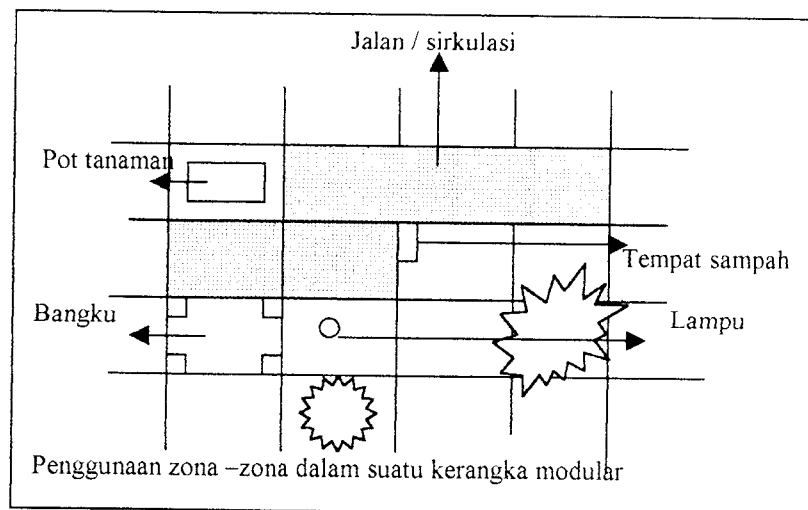 Jalan / sirkulasi
Pot tanaman
Tempat sampah
Bangku
Lampu
Penggunaan zona –zona dalam suatu kerangka modular